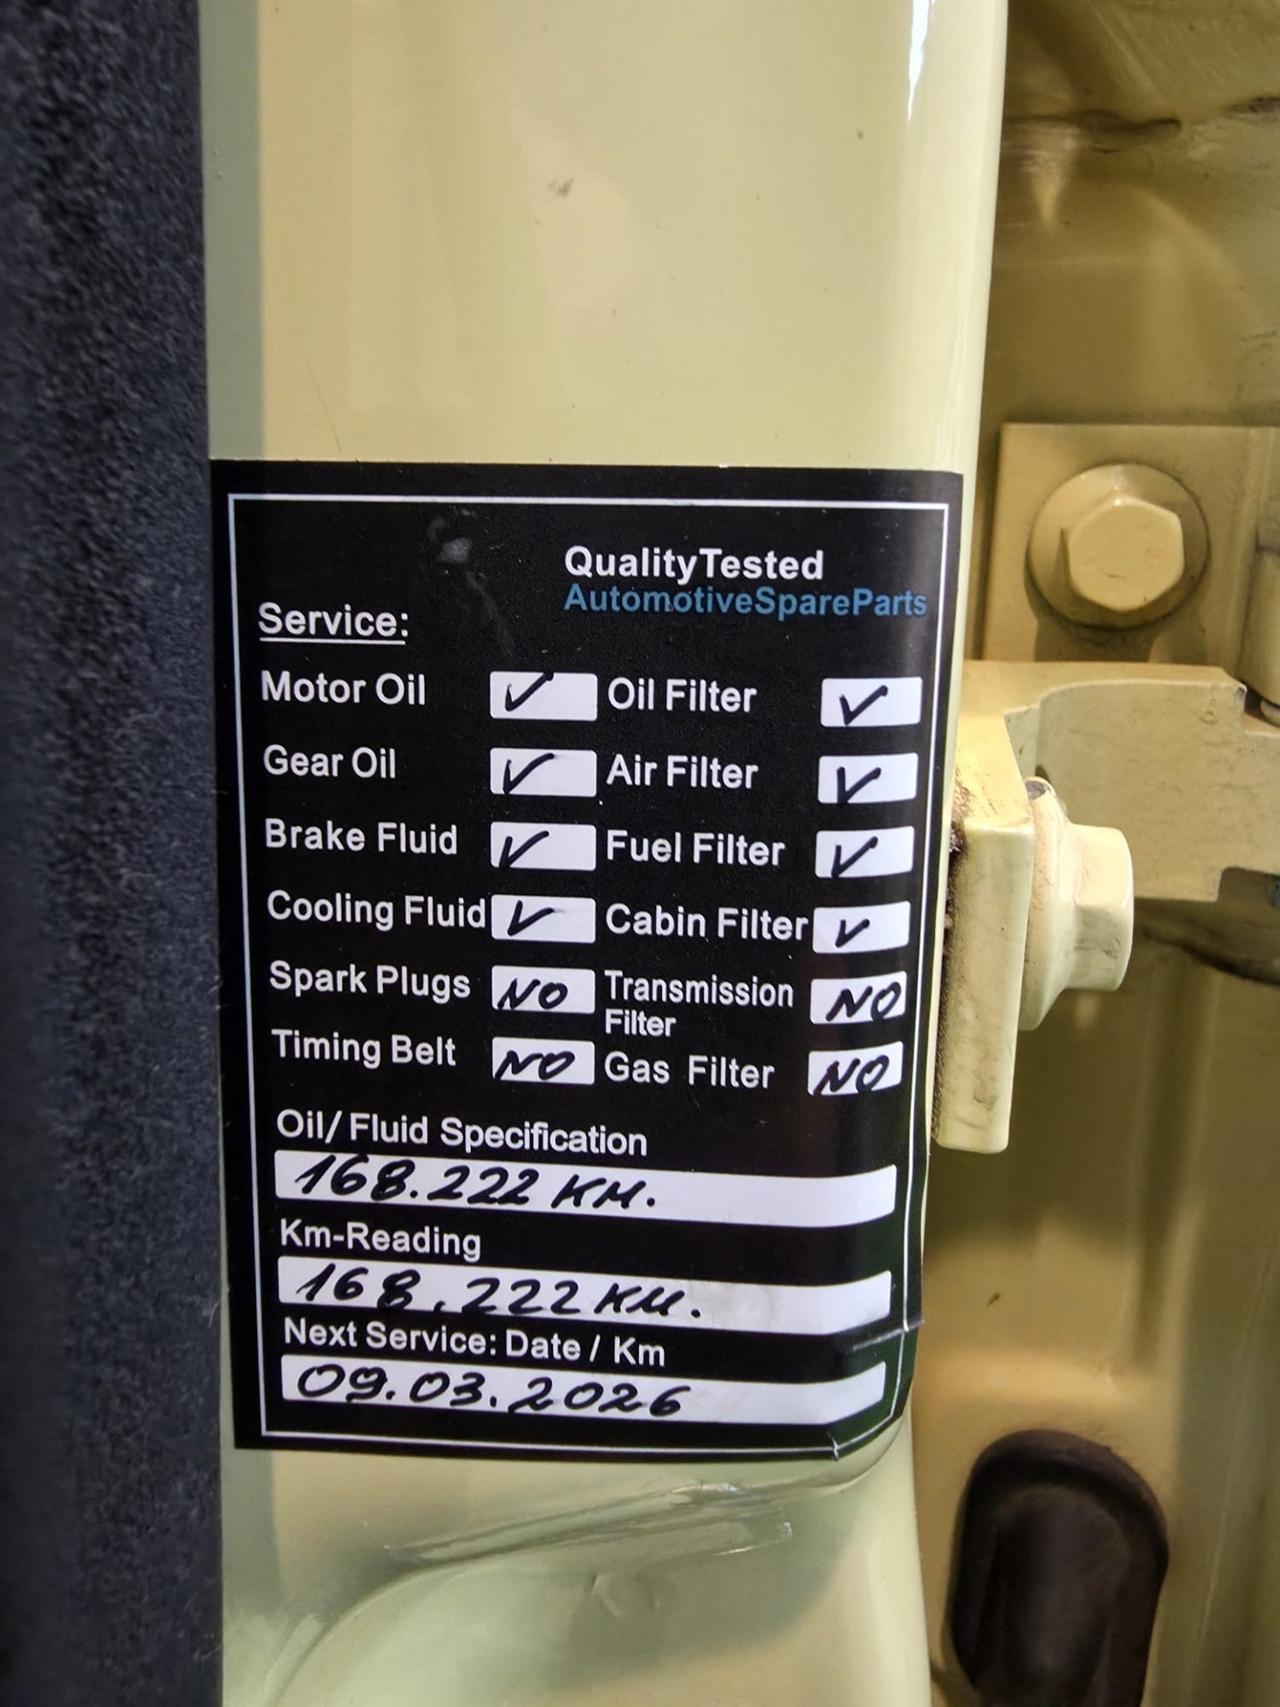 QualityTested
AutomotiveSpareParts
Service:
Motor Oil ✓ Oil Filter ✓
Gear Oil ✓ Air Filter ✓
Brake Fluid ✓ Fuel Filter ✓
Cooling Fluid ✓ Cabin Filter ✓
Spark Plugs NO Transmission Filter NO
Timing Belt NO Gas Filter NO
Oil/ Fluid Specification
168.222 KM.
Km-Reading
168.222 KM.
Next Service: Date / Km
09.03.2026